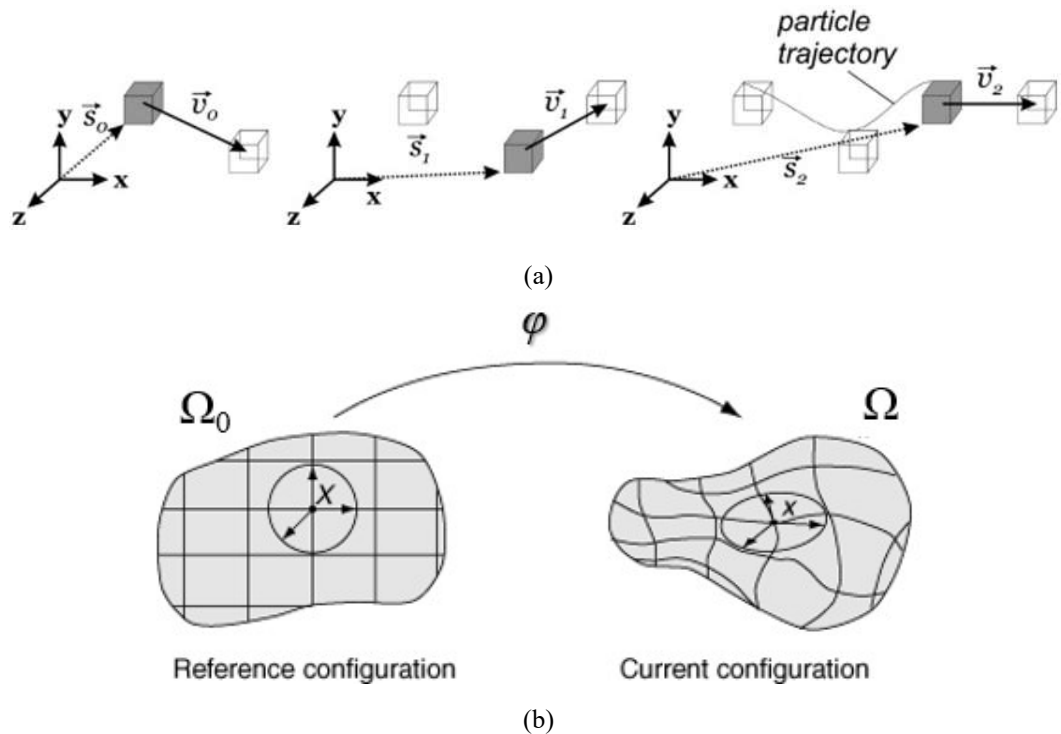 particle
trajectory
y s⃗₀ v⃗₀ x z
y s⃗₁ v⃗₁ x z
y s⃗₂ v⃗₂ x z
(a)
φ
Ω₀ Ω
X x
Reference configuration Current configuration
(b)